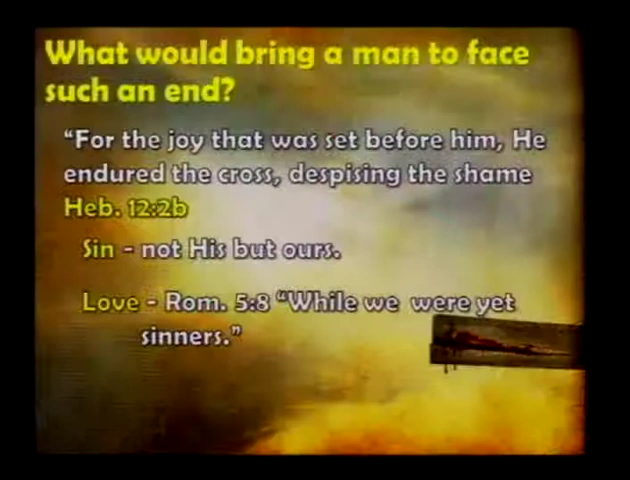 What would bring a man to face
such an end?
“For the joy that was set before him, He
endured the cross, despising the shame
Heb. 12:2b
Sin - not His but ours.
Love - Rom. 5:8 “While we were yet
sinners.”